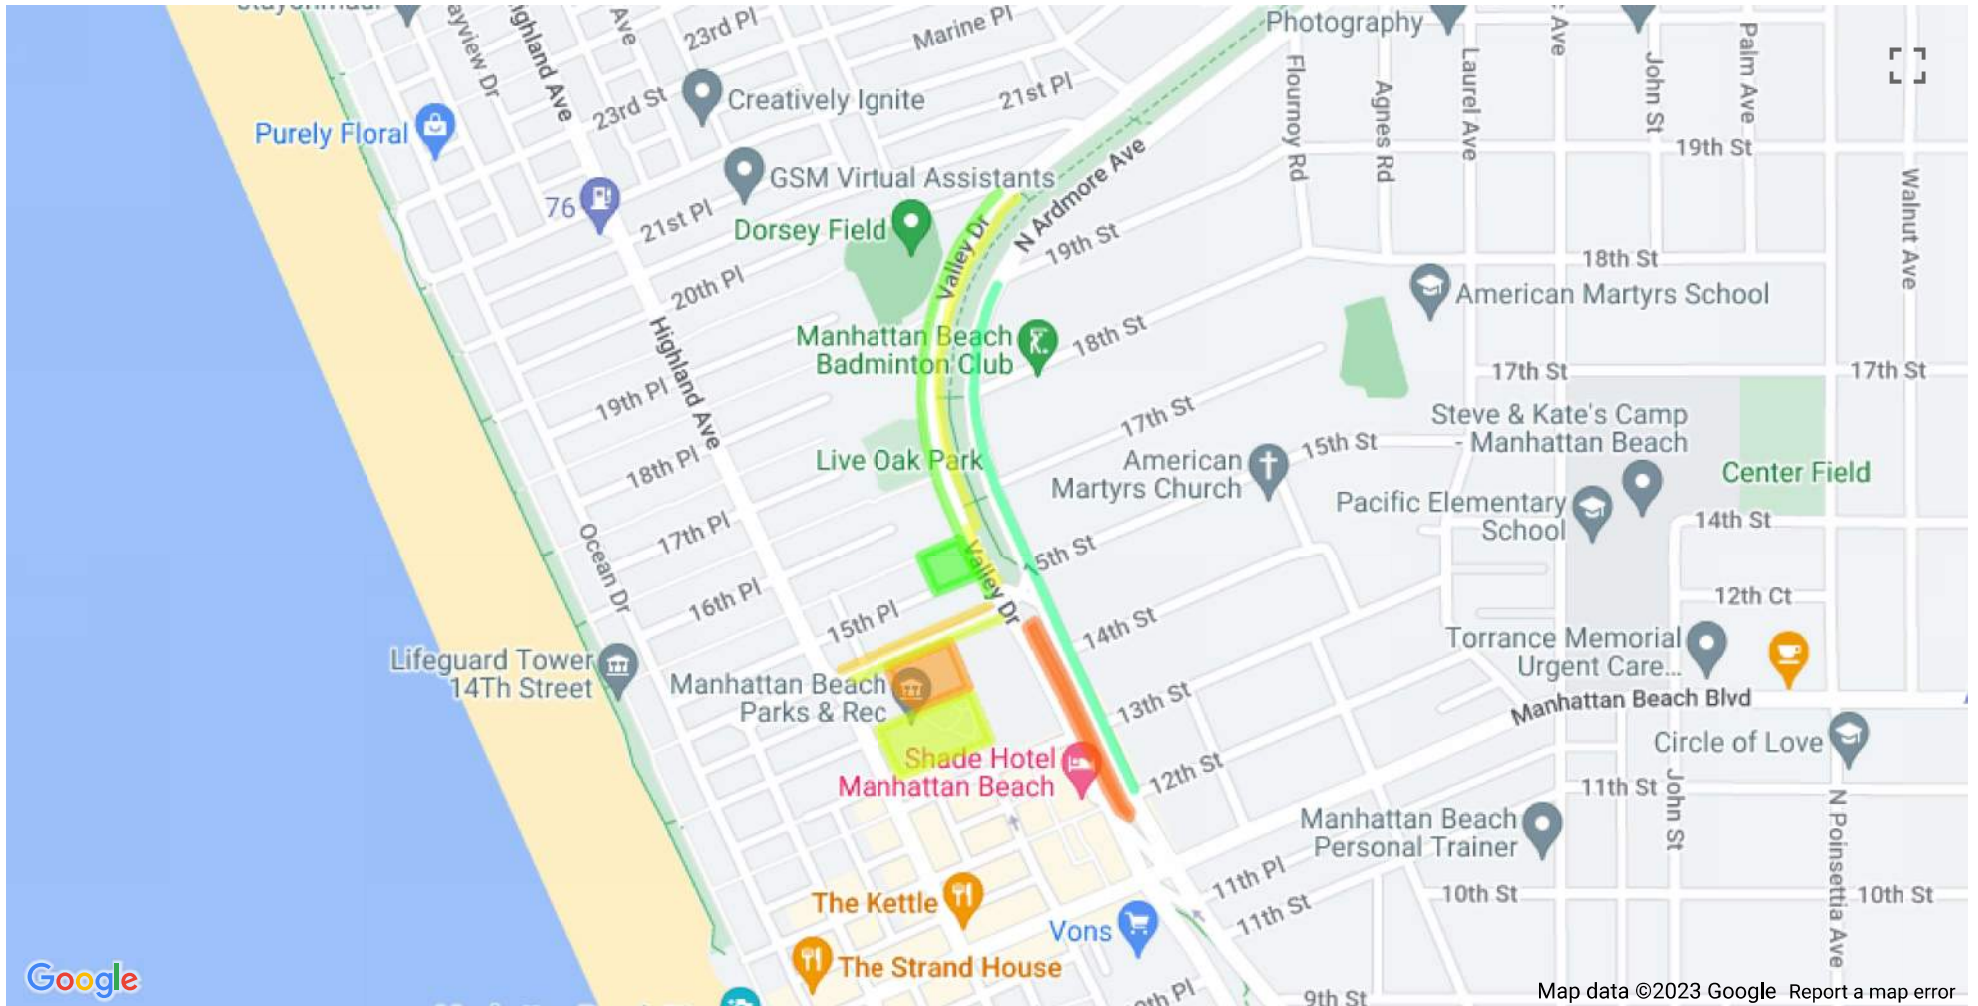 23rd Pl
Marine Pl
Photography
Highland Ave
Ave
Ave
23rd St
Creatively Ignite
21st Pl
Purely Floral
Flournoy Rd
Agnes Rd
Laurel Ave
John St
Palm Ave
19th St
N Ardmore Ave
GSM Virtual Assistants
76
21st Pl
Dorsey Field
Valley Dr
19th St
Walnut Ave
18th St
20th Pl
American Martyrs School
Highland Ave
Manhattan Beach
Badminton Club
18th St
17th St
17th St
19th Pl
17th St
Steve & Kate's Camp
- Manhattan Beach
18th Pl
Live Oak Park
American
Martyrs Church
15th St
Center Field
Pacific Elementary
School
14th St
17th Pl
Ocean Dr
Valley Dr
15th St
16th Pl
12th Ct
15th Pl
Valley Dr
14th St
Torrance Memorial
Urgent Care...
Lifeguard Tower
14Th Street
Manhattan Beach
Parks & Rec
13th St
Manhattan Beach Blvd
Circle of Love
Shade Hotel
Manhattan Beach
12th St
11th St
John St
N Poinsettia Ave
Manhattan Beach
Personal Trainer
11th Pl
10th St
10th St
The Kettle
11th St
Vons
The Strand House
Google
9th St
Map data ©2023 Google
Report a map error